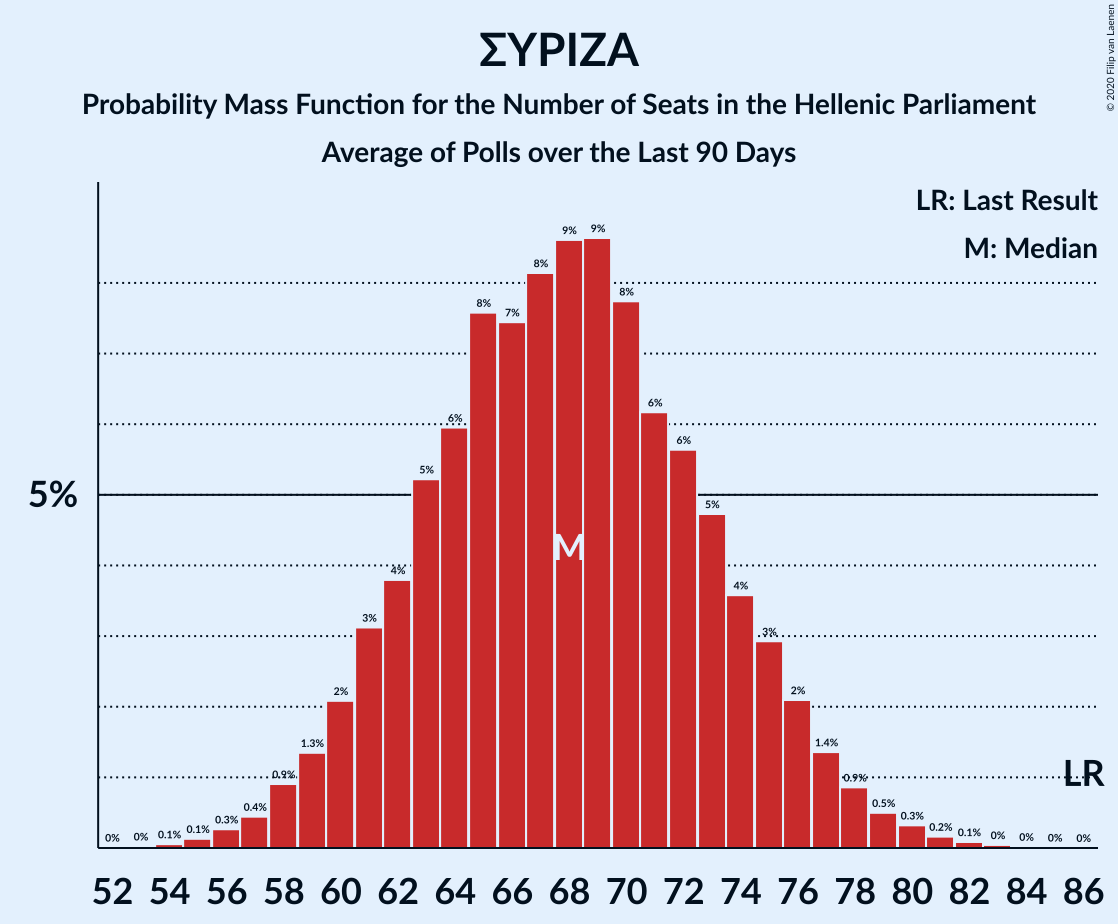 ΣΥΡΙΖΑ
Probability Mass Function for the Number of Seats in the Hellenic Parliament
Average of Polls over the Last 90 Days
© 2020 Filip van Laenen
LR: Last Result
M: Median
9% 9%
8% 8%
8% 7%
6% 6%
6%
5%
5%
5%
M
4% 4%
3% 3%
2% 2%
1.3% 1.4%
LR
0.9% 0.9%
0.4% 0.5%
0% 0% 0.1% 0.1% 0.3% 0.3% 0.2% 0.1% 0% 0% 0% 0%
52 54 56 58 60 62 64 66 68 70 72 74 76 78 80 82 84 86